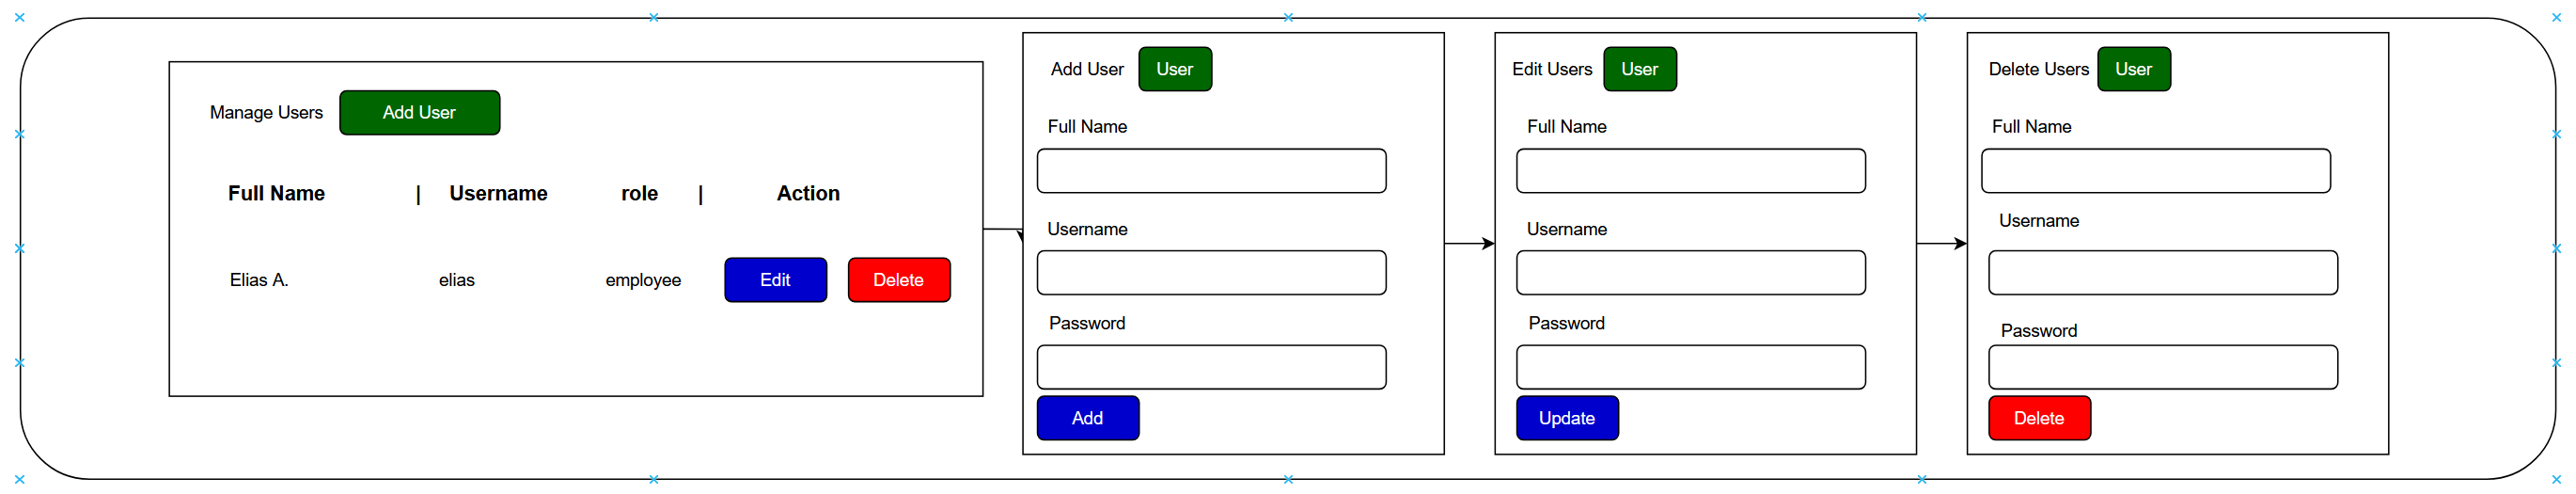 Manage Users Add User
Full Name | Username role | Action
Elias A. elias employee Edit Delete
Add User User
Full Name
Username
Password
Add
Edit Users User
Full Name
Username
Password
Update
Delete Users User
Full Name
Username
Password
Delete